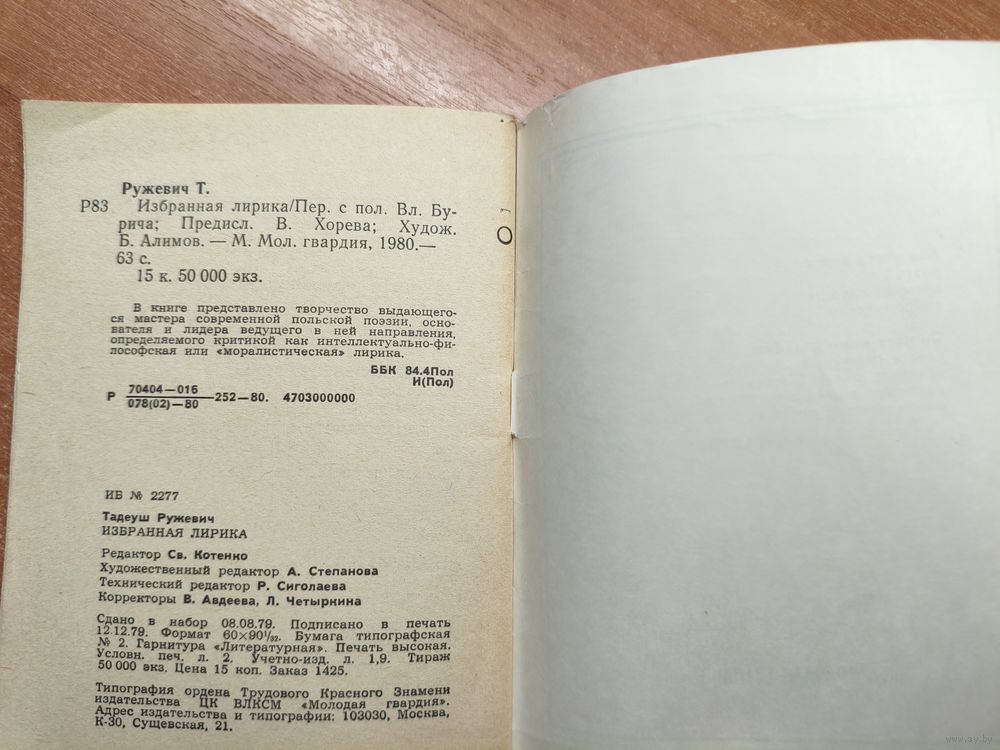 Ружевич Т.
Р83 Избранная лирика/Пер. с пол. Вл. Бу-
рича; Предисл. В. Хорева; Худож.
Б. Алимов. — М. Мол. гвардия, 1980.—
63 с.
15 к. 50 000 экз.
В книге представлено творчество выдающего-
ся мастера современной польской поэзии, осно-
вателя и лидера ведущего в ней направления,
определяемого критикой как интеллектуально-фи-
лософская или «моралистическая» лирика.
ББК 84.4Пол
И(Пол)
Р 70404—016
078(02)—80 252—80. 4703000000
ИБ № 2277
Тадеуш Ружевич
ИЗБРАННАЯ ЛИРИКА
Редактор Св. Котенко
Художественный редактор А. Степанова
Технический редактор Р. Сиголаева
Корректоры В. Авдеева, Л. Четыркина
Сдано в набор 08.08.79. Подписано в печать
12.12.79. Формат 60×90¹/₃₂. Бумага типографская
№ 2. Гарнитура «Литературная». Печать высокая.
Условн. печ. л. 2. Учетно-изд. л. 1,9. Тираж
50 000 экз. Цена 15 коп. Заказ 1425.
Типография ордена Трудового Красного Знамени
издательства ЦК ВЛКСМ «Молодая гвардия».
Адрес издательства и типографии: 103030, Москва,
К-30, Сущевская, 21.
www.ay.by